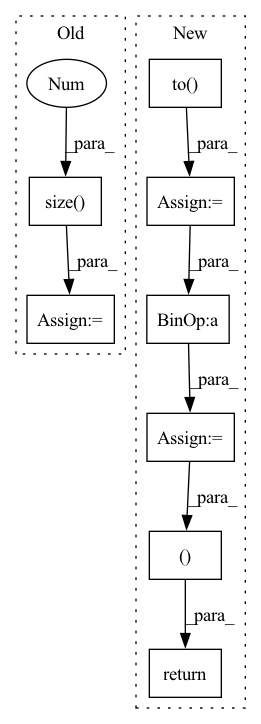 Old
Num
_para_
size()
_para_
Assign:=
New
to()
_para_
Assign:=
_para_
BinOp:a
_para_
Assign:=
_para_
()
_para_
return